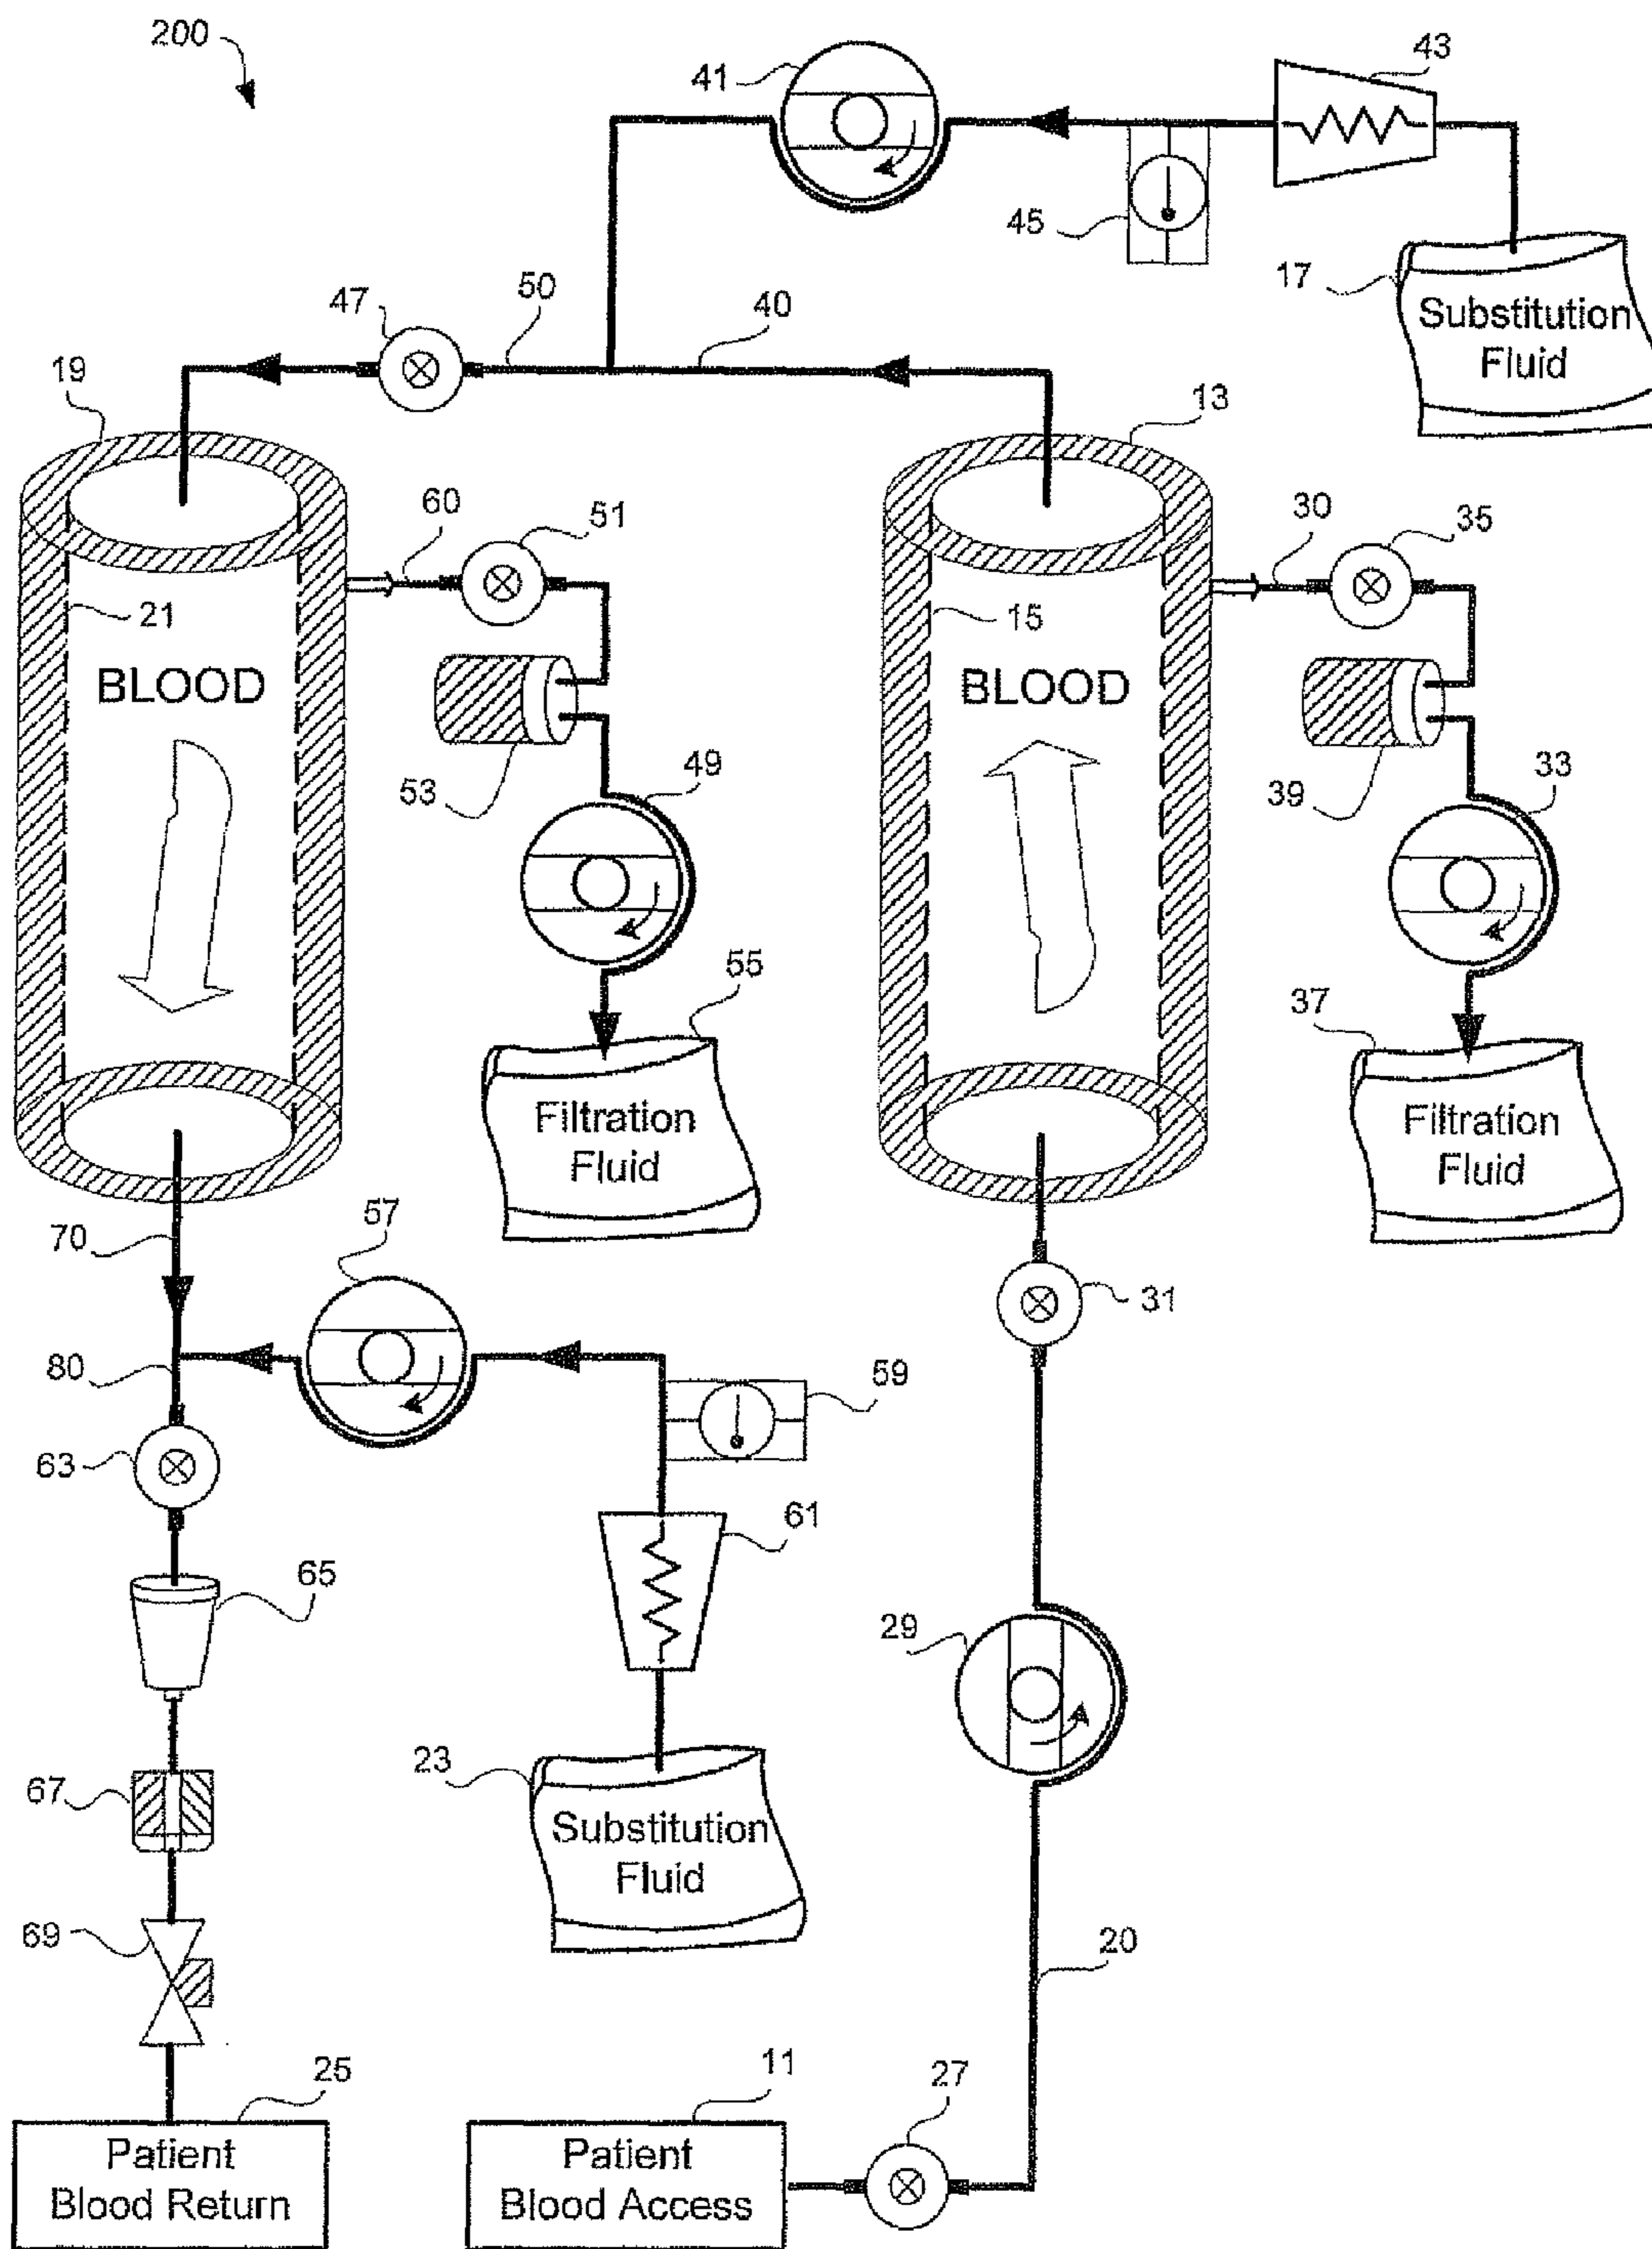 200
41
43
45
17
Substitution
Fluid
47
50
40
19
13
60
51
30
35
21
15
BLOOD
BLOOD
53
49
39
33
55
37
Filtration
Fluid
Filtration
Fluid
70
57
31
80
59
63
61
65
29
23
67
Substitution
Fluid
69
20
25
11
27
Patient
Blood Return
Patient
Blood Access